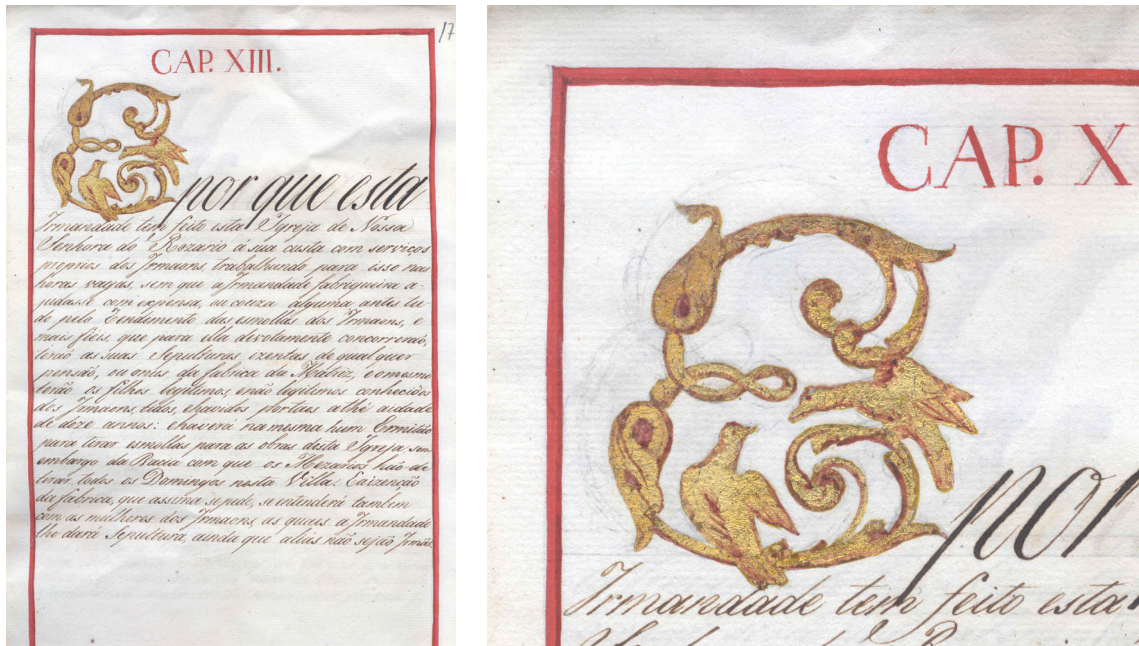 17
CAP. XIII.
E por que esta
Irmandade tem feito esta Igreja de Nossa
Senhora do Rozario á sua custa com serviços
proprios dos Irmaons, trabalhando para isso nas
horas vagas, sem que a Irmandade fabriqueira a-
judasse com expensa, ou couza alguma, antes tu-
do pelo Rendimento das esmollas dos Irmaons, e
mais fieis, que para ella devotamente concorrerão,
terão as suas Sepulturas izentas de qualquer
pensão, ou onus da fabrica da Matriz, e o mesmo
terão os filhos legitimos, e não legitimos conhecidos
dos Irmaons, tidos, e havidos por taes athé a idade
de doze annos: e haverá na mesma hum Ermitão
para tirar esmollas para as obras desta Igreja sem
embargo da Bacia com que os Mezarios hão-de
tirar todos os Domingos nesta Villa. E a izenção
da fabrica, que assima se pede, se entenderá tambem
com as mulheres dos Irmaons as quaes a Irmandade
lhe dará Sepultura, ainda que alias não sejão Irmãs.
CAP. X
E por
Irmandade tem feito esta